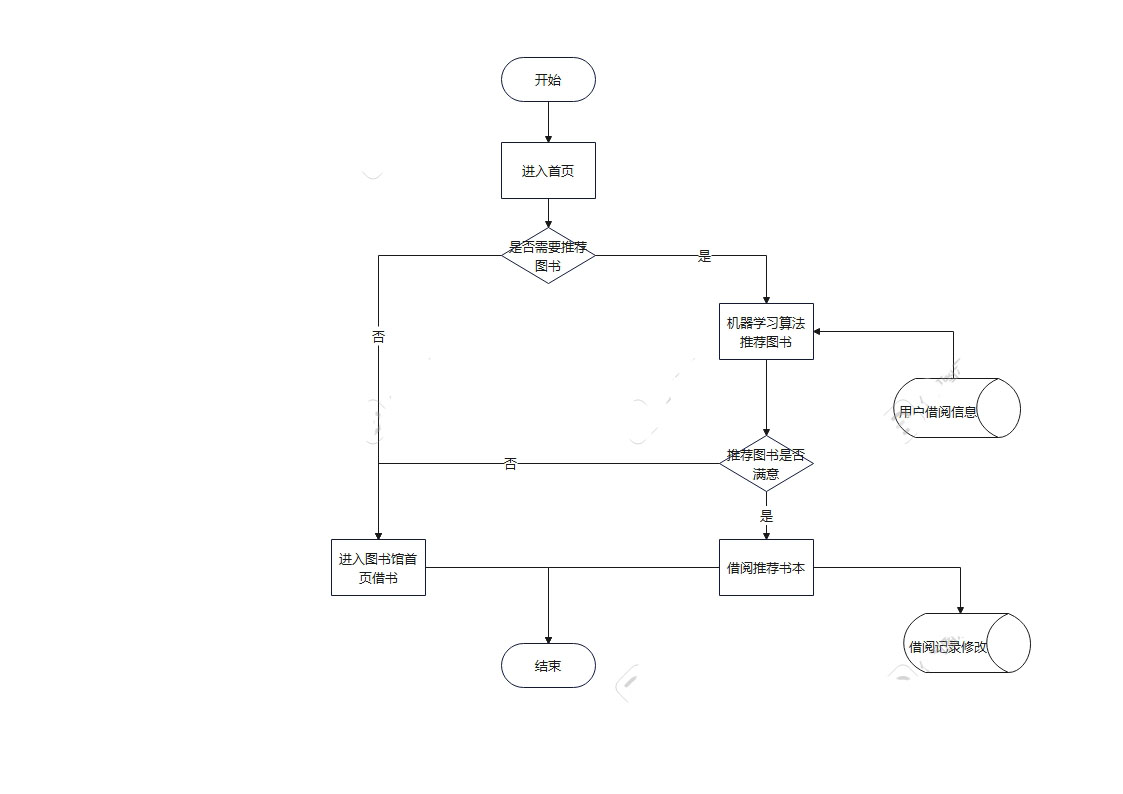 开始
进入首页
是否需要推荐
图书
是
否
机器学习算法
推荐图书
用户借阅信息
推荐图书是否
满意
否
是
进入图书馆首
页借书
借阅推荐书本
借阅记录修改
结束